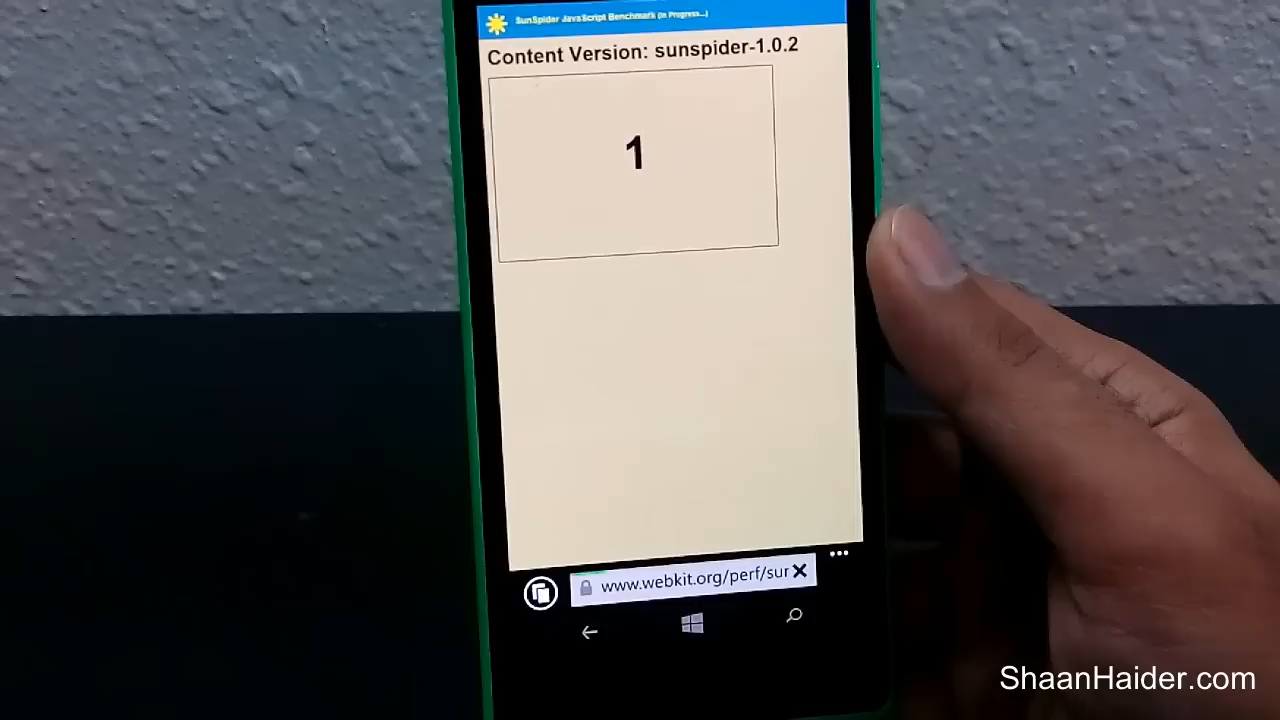 SunSpider JavaScript Benchmark (In Progress...)
Content Version: sunspider-1.0.2
1
www.webkit.org/perf/sur
ShaanHaider.com